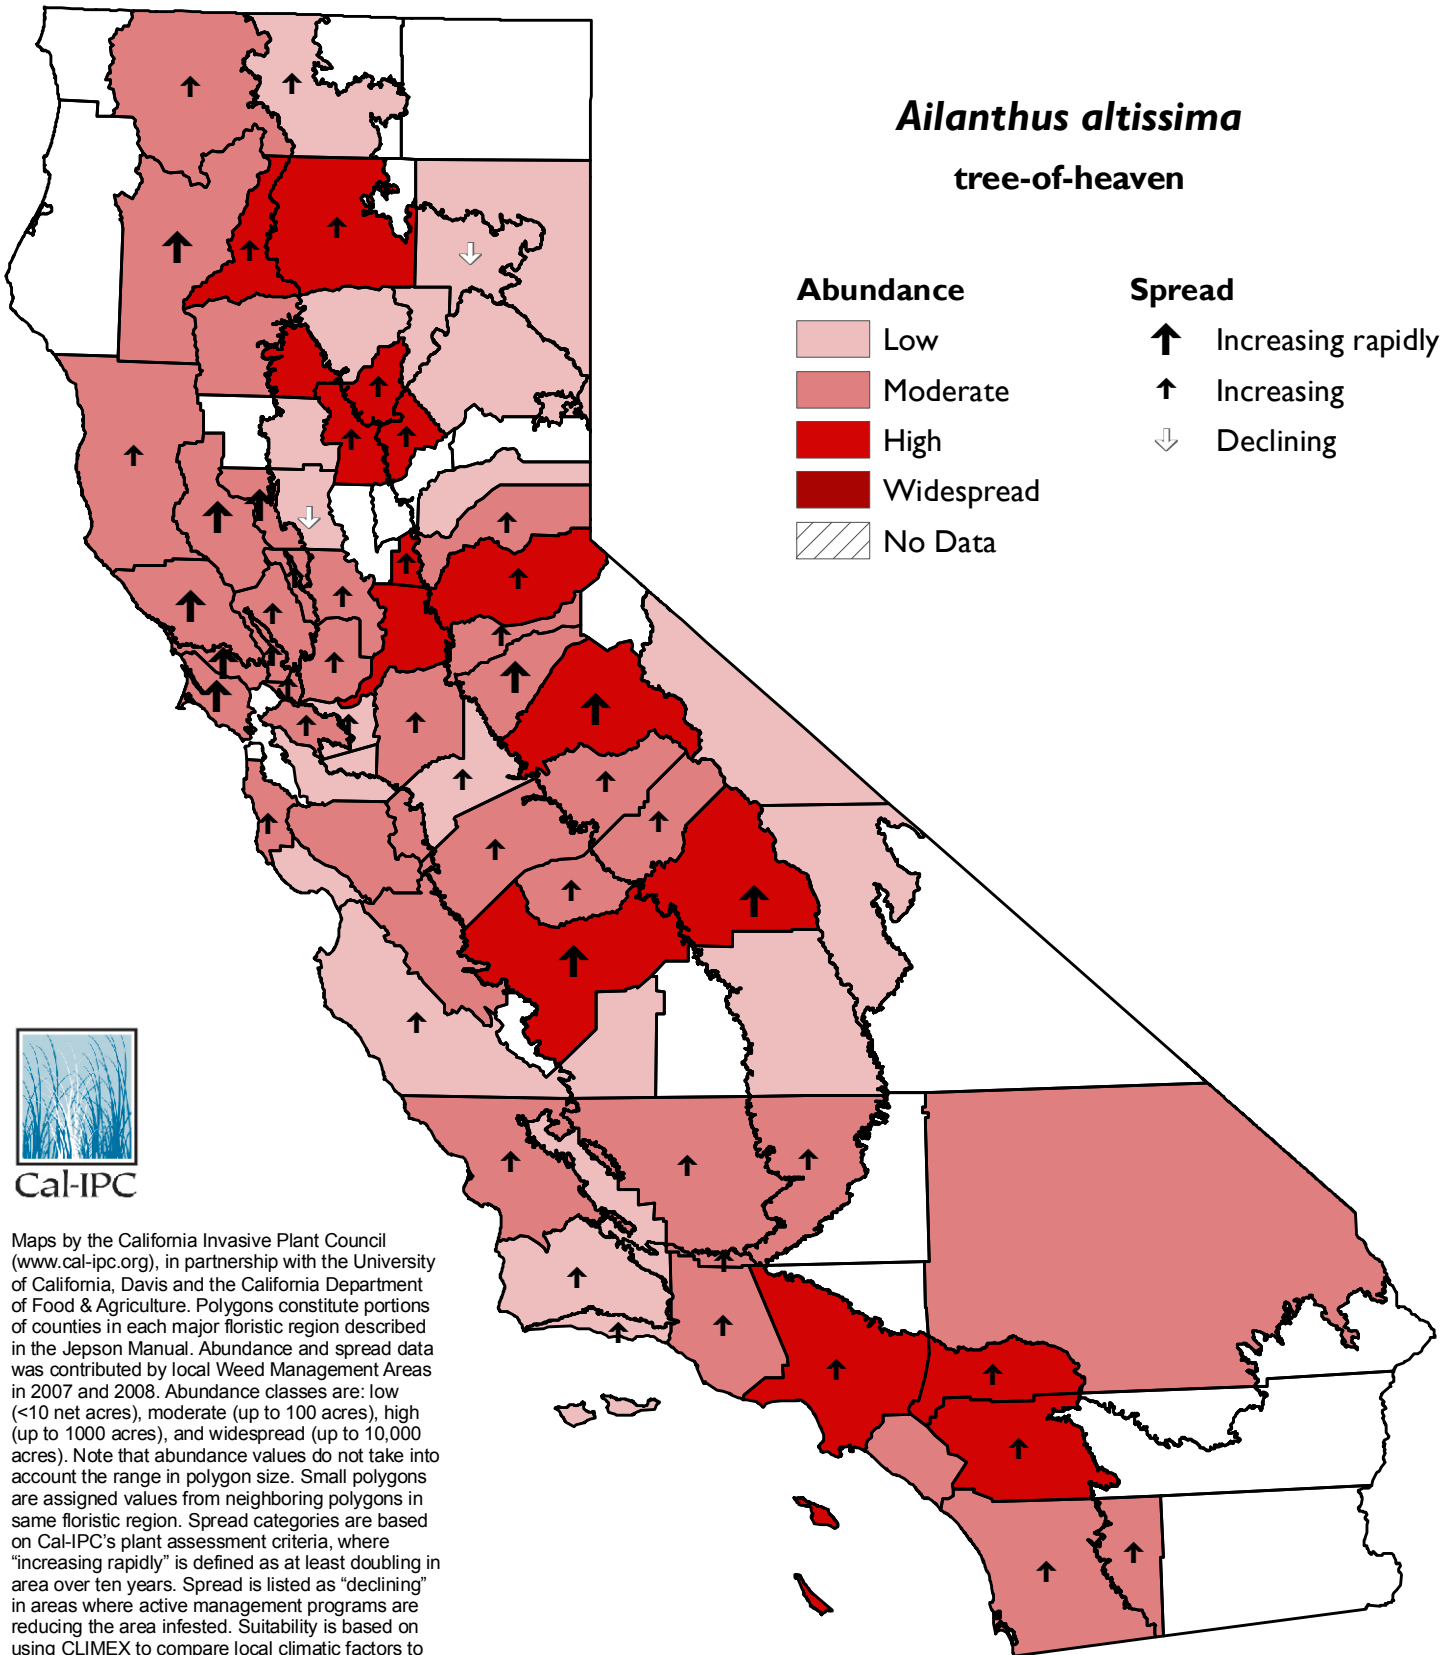 Ailanthus altissima
tree-of-heaven
Abundance
Low
Moderate
High
Widespread
No Data
Spread
Increasing rapidly
Increasing
Declining
Cal-IPC
Maps by the California Invasive Plant Council
(www.cal-ipc.org), in partnership with the University
of California, Davis and the California Department
of Food & Agriculture. Polygons constitute portions
of counties in each major floristic region described
in the Jepson Manual. Abundance and spread data
was contributed by local Weed Management Areas
in 2007 and 2008. Abundance classes are: low
(<10 net acres), moderate (up to 100 acres), high
(up to 1000 acres), and widespread (up to 10,000
acres). Note that abundance values do not take into
account the range in polygon size. Small polygons
are assigned values from neighboring polygons in
same floristic region. Spread categories are based
on Cal-IPC's plant assessment criteria, where
“increasing rapidly” is defined as at least doubling in
area over ten years. Spread is listed as “declining”
in areas where active management programs are
reducing the area infested. Suitability is based on
using CLIMEX to compare local climatic factors to